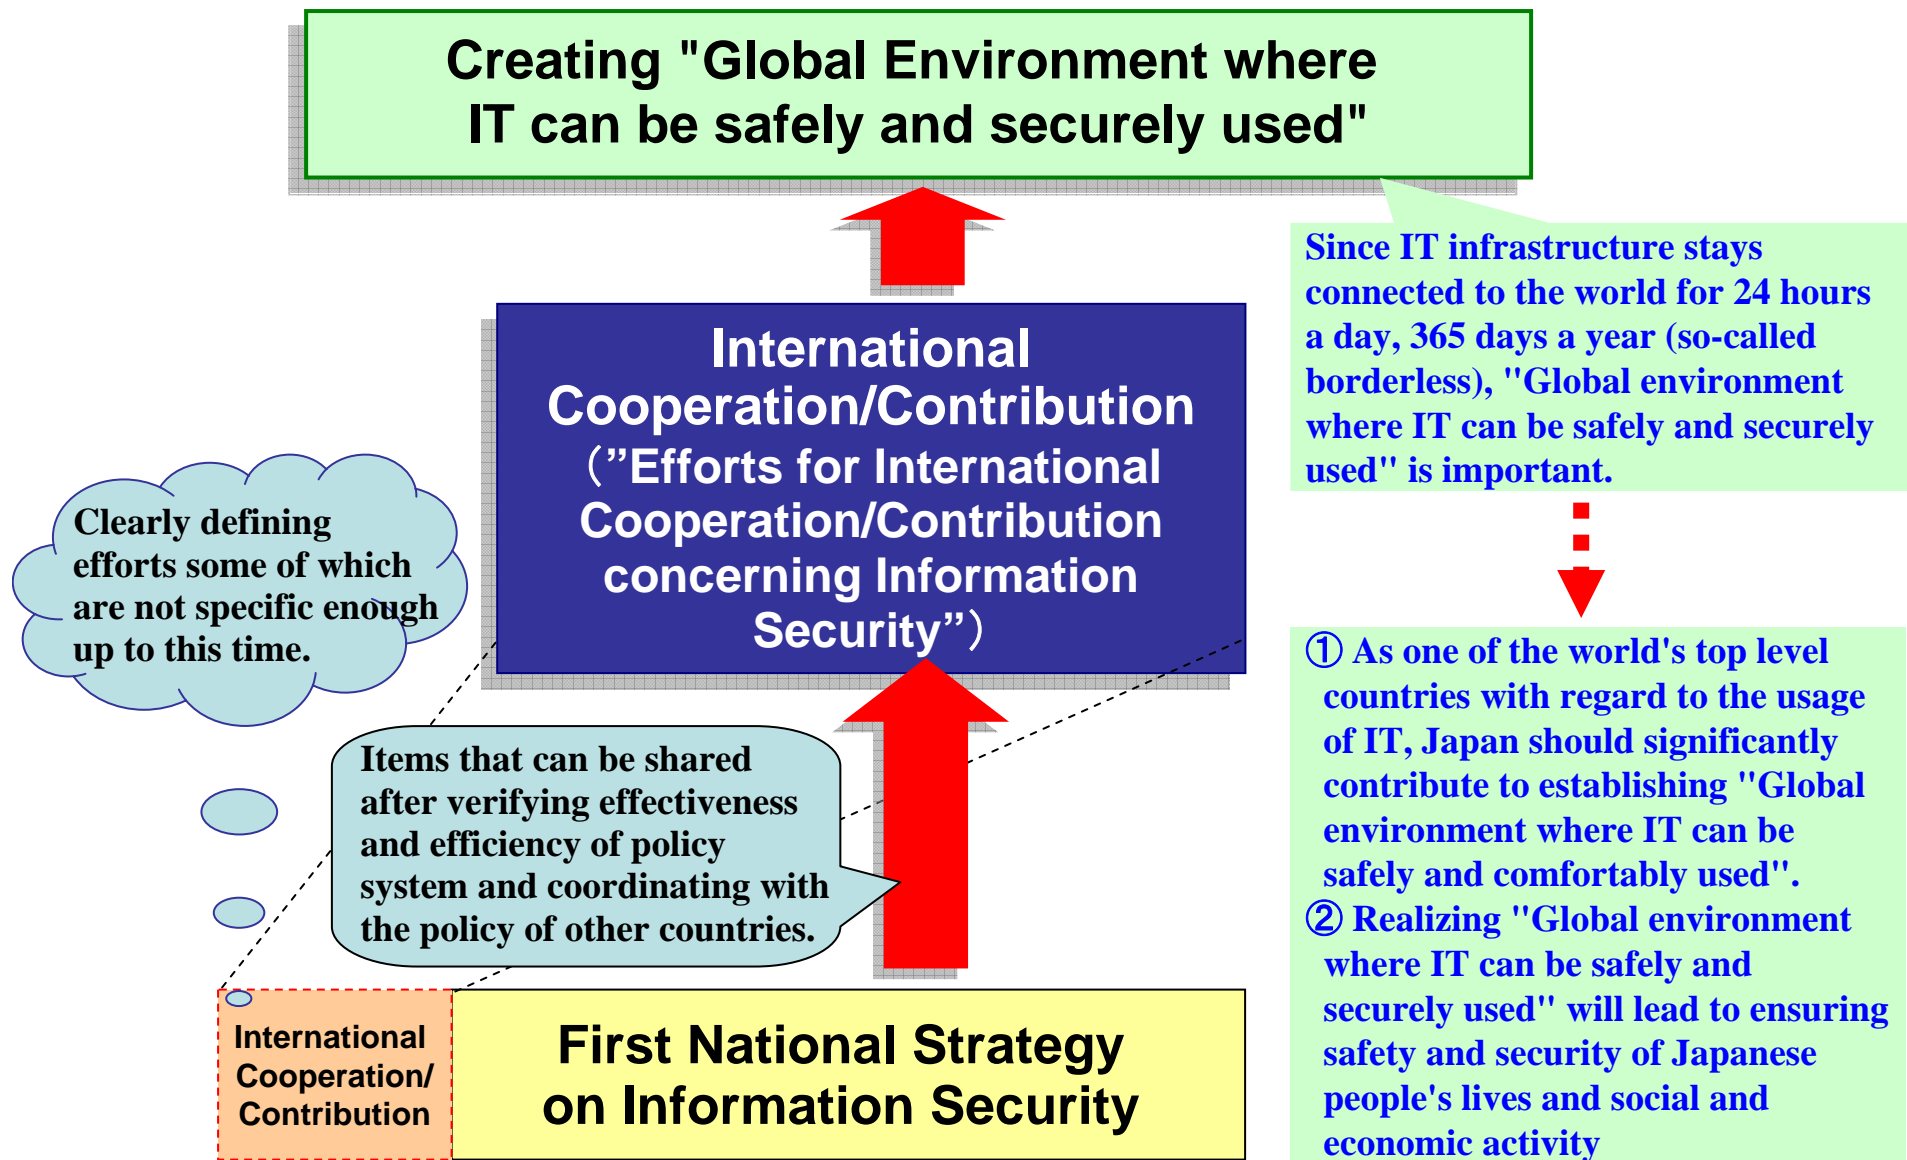 Creating "Global Environment where
IT can be safely and securely used"
Since IT infrastructure stays
connected to the world for 24 hours
a day, 365 days a year (so-called
borderless), "Global environment
where IT can be safely and securely
used" is important.
International
Cooperation/Contribution
（”Efforts for International
Cooperation/Contribution
concerning Information
Security”）
Clearly defining
efforts some of which
are not specific enough
up to this time.
① As one of the world's top level
countries with regard to the usage
of IT, Japan should significantly
contribute to establishing "Global
environment where IT can be
safely and comfortably used".
② Realizing "Global environment
where IT can be safely and
securely used" will lead to ensuring
safety and security of Japanese
people's lives and social and
economic activity
Items that can be shared
after verifying effectiveness
and efficiency of policy
system and coordinating with
the policy of other countries.
International
Cooperation/
Contribution
First National Strategy
on Information Security